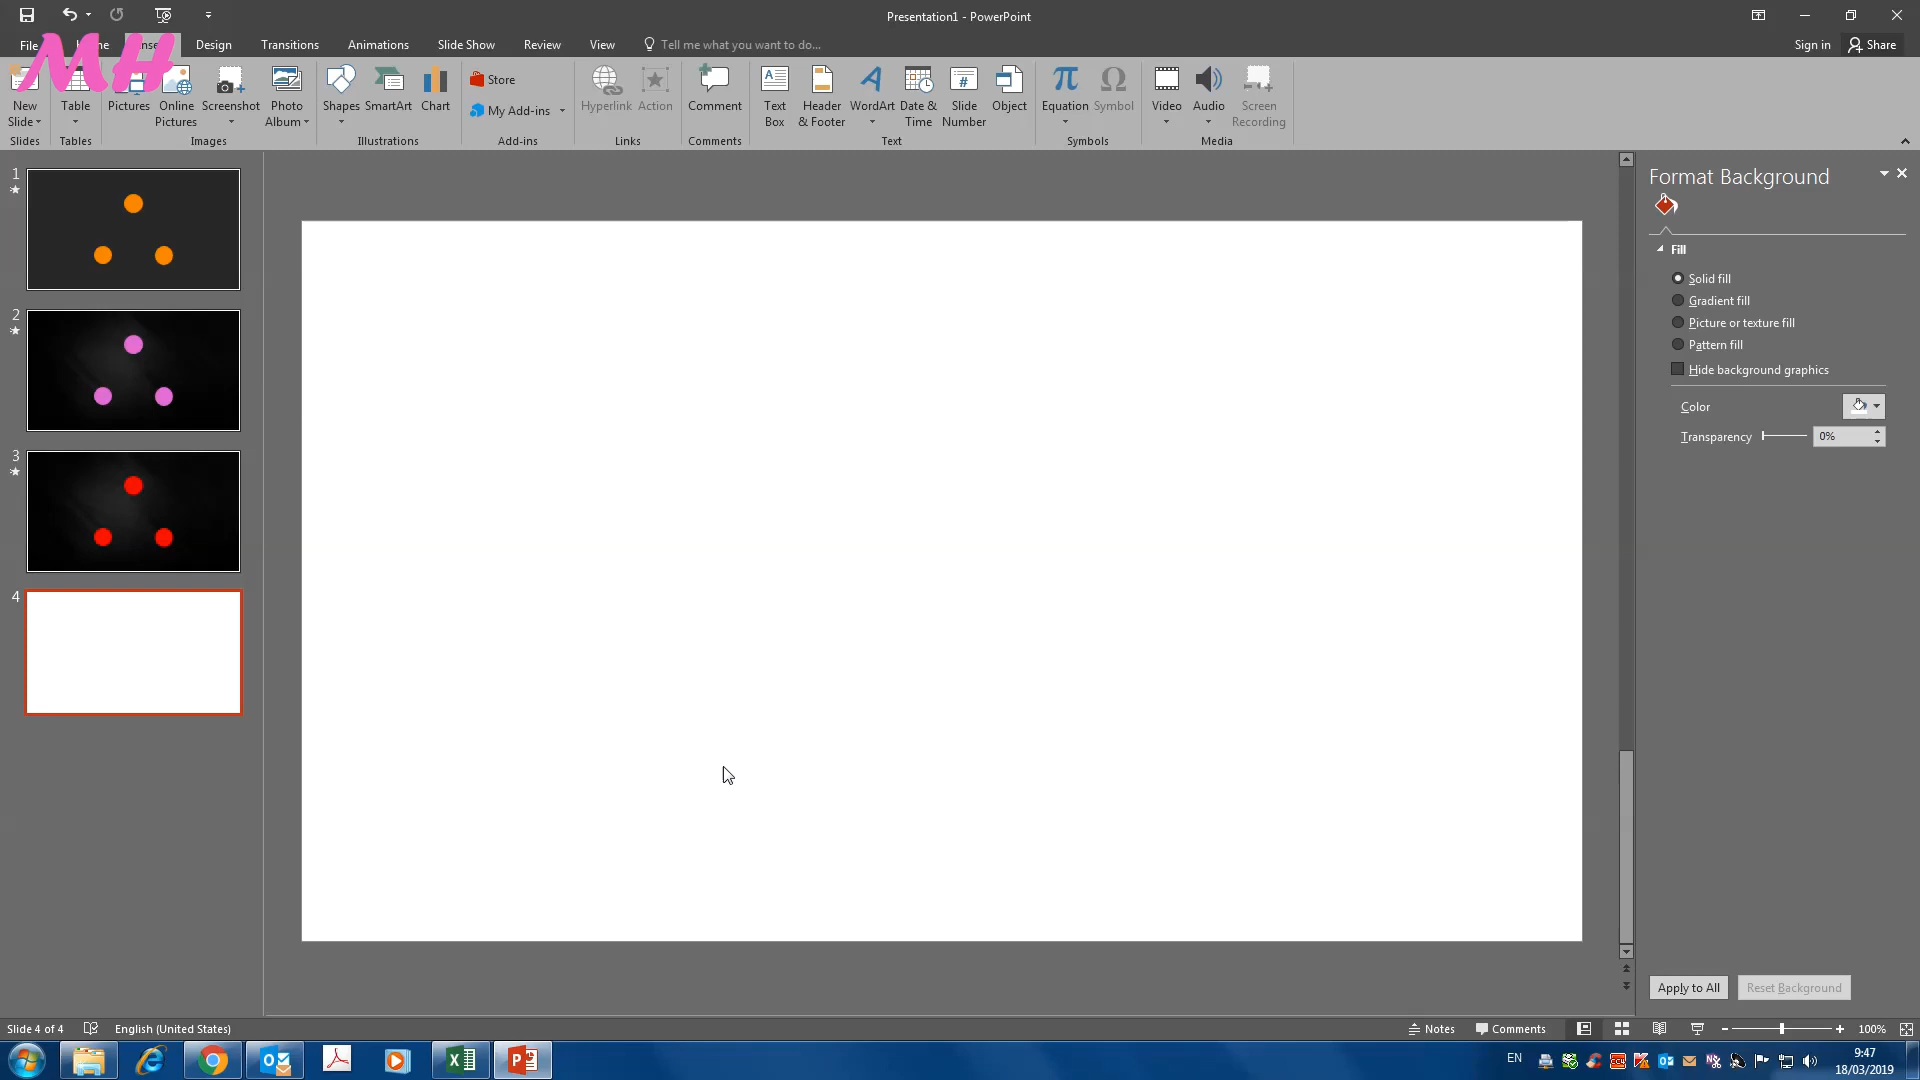 Presentation1 - PowerPoint
MH
File Design Transitions Animations Slide Show Review View Tell me what you want to do... Sign in Share
New Slide
Table
Pictures
Online Pictures
Screenshot
Photo Album
Shapes
SmartArt
Chart
Store
My Add-ins
Hyperlink
Action
Comment
Text Box
Header & Footer
WordArt
Date & Time
Slide Number
Object
Equation
Symbol
Video
Audio
Screen Recording
Slides Tables Images Illustrations Add-ins Links Comments Text Symbols Media
1
2
3
4
Format Background
Fill
Solid fill
Gradient fill
Picture or texture fill
Pattern fill
Hide background graphics
Color
Transparency 0%
Apply to All Reset Background
Slide 4 of 4 English (United States) Notes Comments 100%
EN
9:47
18/03/2019